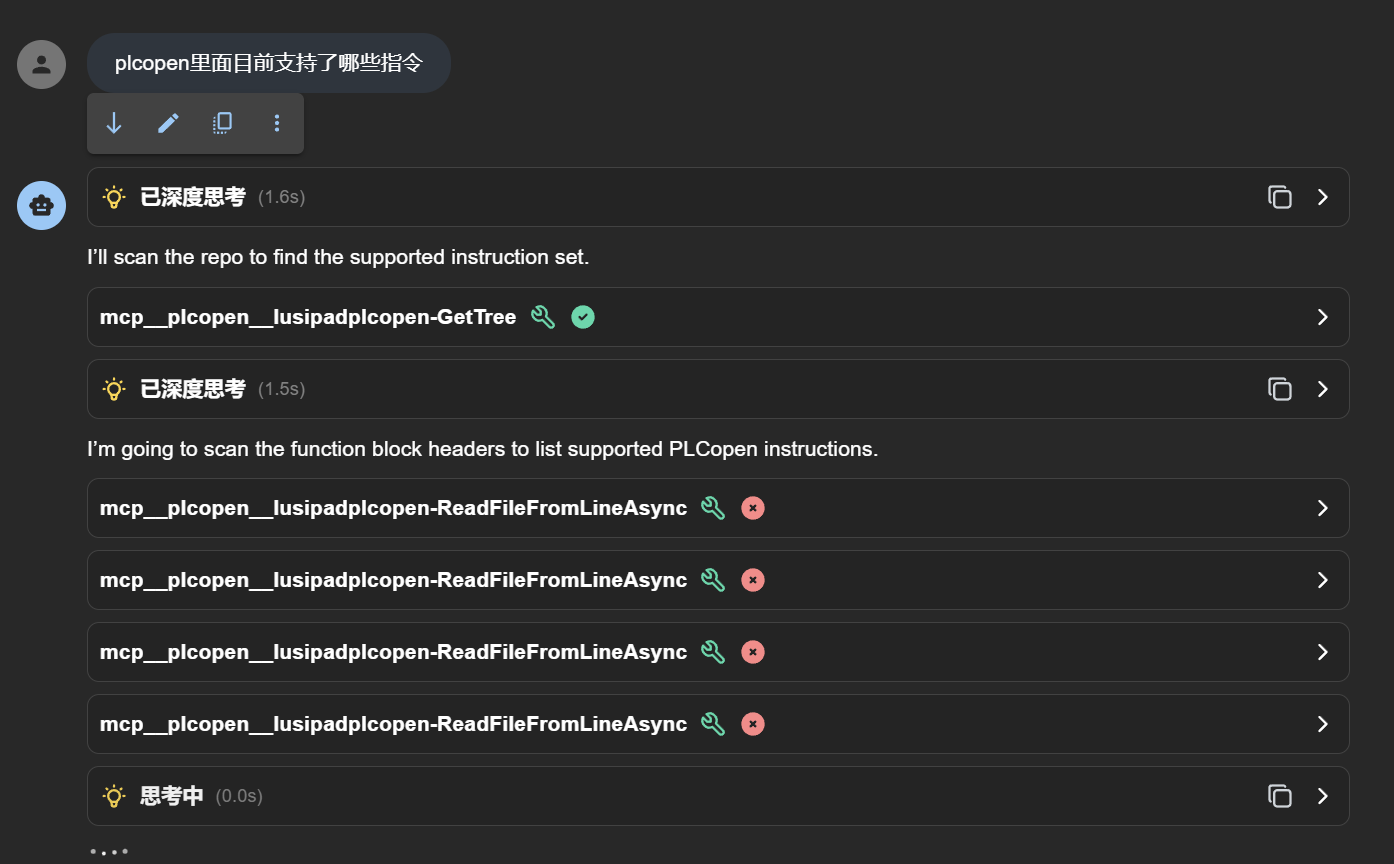 plcopen里面目前支持了哪些指令
已深度思考 (1.6s)
I’ll scan the repo to find the supported instruction set.
mcp__plcopen__lusipadplcopen-GetTree
已深度思考 (1.5s)
I’m going to scan the function block headers to list supported PLCopen instructions.
mcp__plcopen__lusipadplcopen-ReadFileFromLineAsync
mcp__plcopen__lusipadplcopen-ReadFileFromLineAsync
mcp__plcopen__lusipadplcopen-ReadFileFromLineAsync
mcp__plcopen__lusipadplcopen-ReadFileFromLineAsync
思考中 (0.0s)